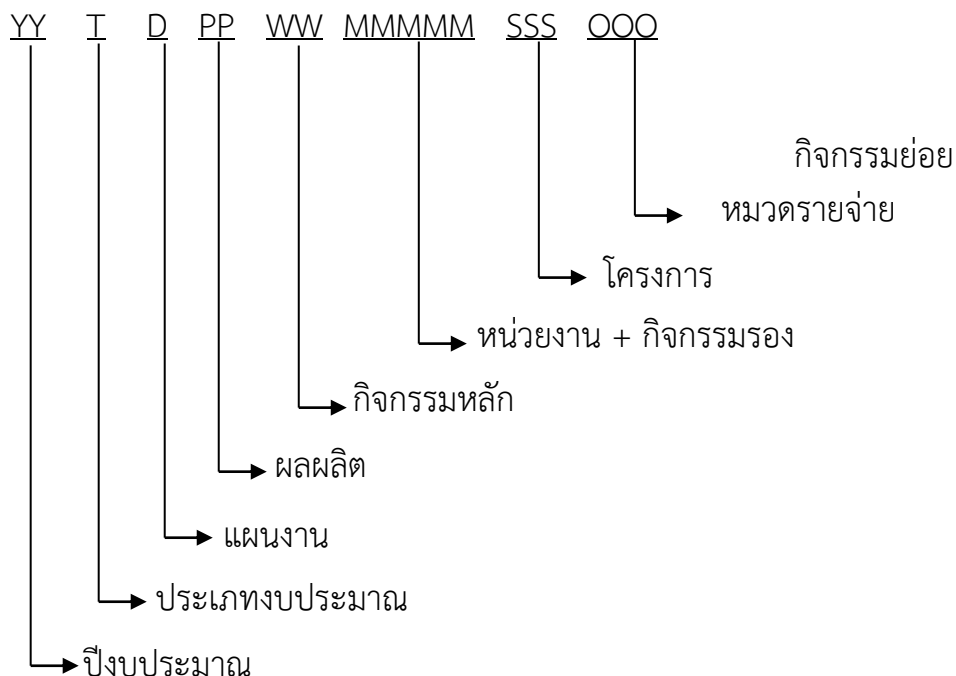 YY T D PP WW MMMMM SSS OOO
กิจกรรมย่อย
หมวดรายจ่าย
โครงการ
หน่วยงาน + กิจกรรมรอง
กิจกรรมหลัก
ผลผลิต
แผนงาน
ประเภทงบประมาณ
ปีงบประมาณ